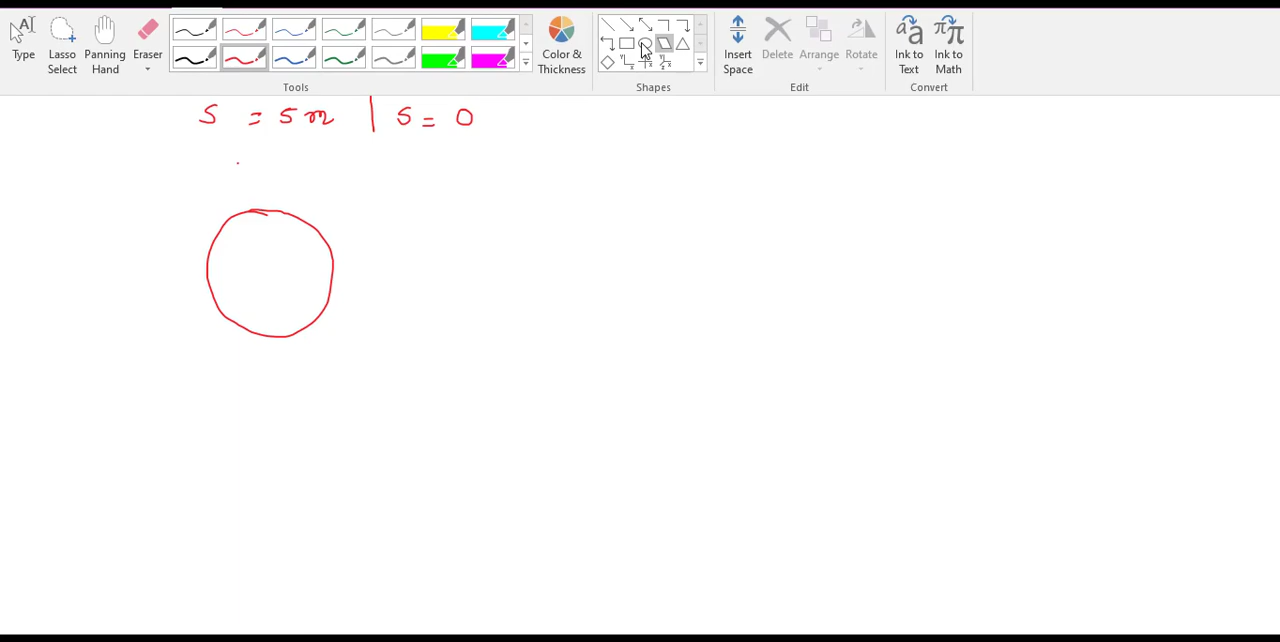 Type
Lasso Select
Panning Hand
Eraser
Color & Thickness
Insert Space
Delete
Arrange
Rotate
Ink to Text
Ink to Math
Tools
Shapes
Edit
Convert
S = 5 m | S = 0